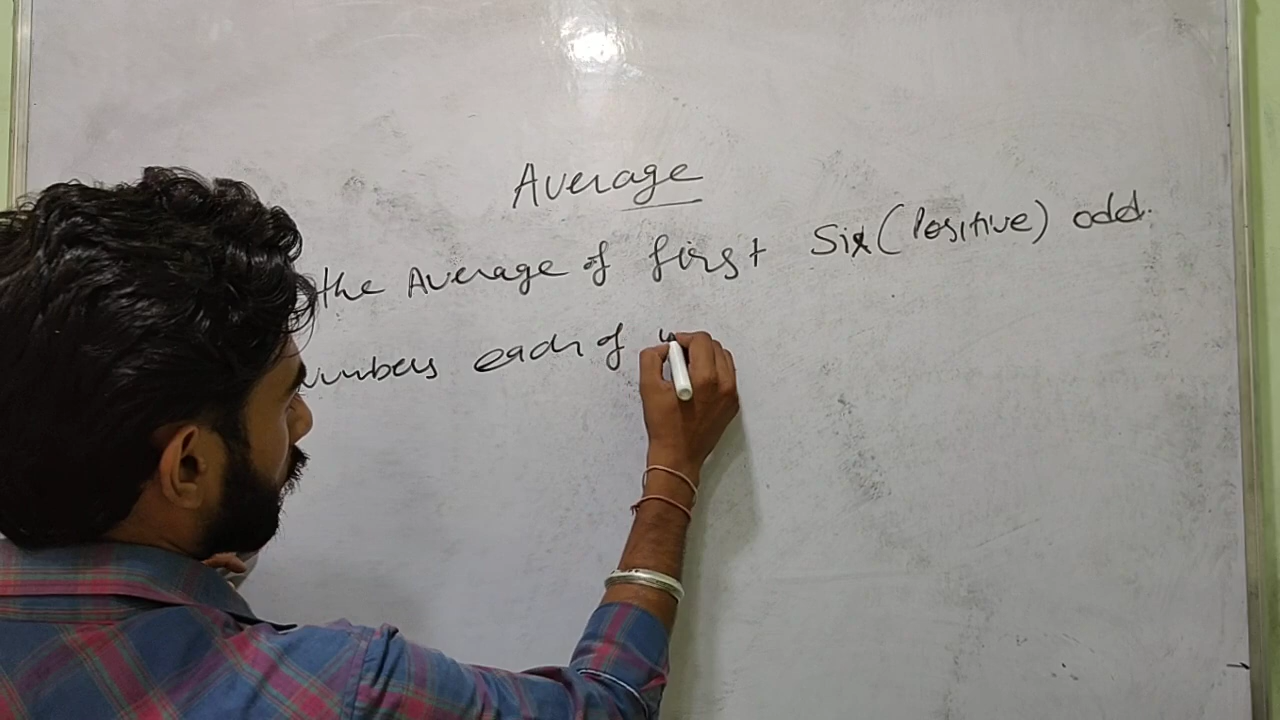 Average
the Average of first Six (Positive) odd.
Numbers each of